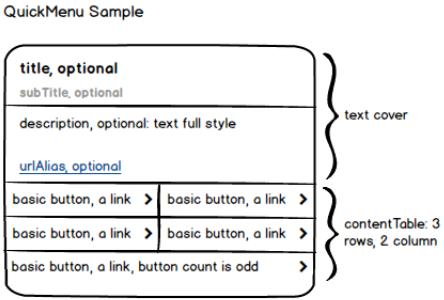 QuickMenu Sample
title, optional
subTitle, optional
description, optional: text full style
urlAlias, optional
text cover
basic button, a link > basic button, a link >
basic button, a link > basic button, a link >
basic button, a link, button count is odd >
contentTable: 3
rows, 2 column